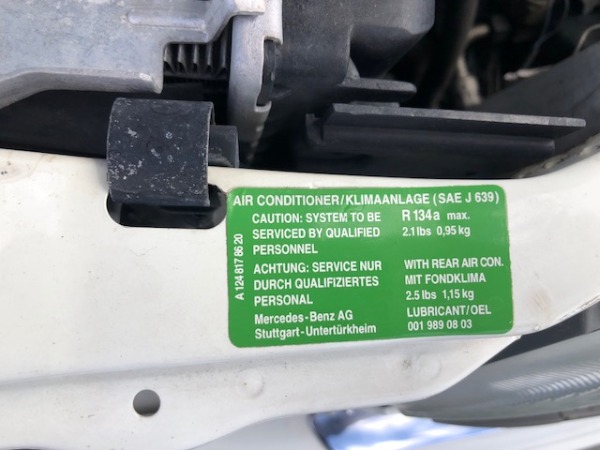 AIR CONDITIONER/KLIMAANLAGE (SAE J 639)
CAUTION: SYSTEM TO BE
SERVICED BY QUALIFIED
PERSONNEL
ACHTUNG: SERVICE NUR
DURCH QUALIFIZIERTES
PERSONAL
Mercedes-Benz AG
Stuttgart-Untertürkheim
R 134a max.
2.1 lbs 0,95 kg
WITH REAR AIR CON.
MIT FONDKLIMA
2.5 lbs 1,15 kg
LUBRICANT/OEL
001 989 08 03
A 124 817 86 20